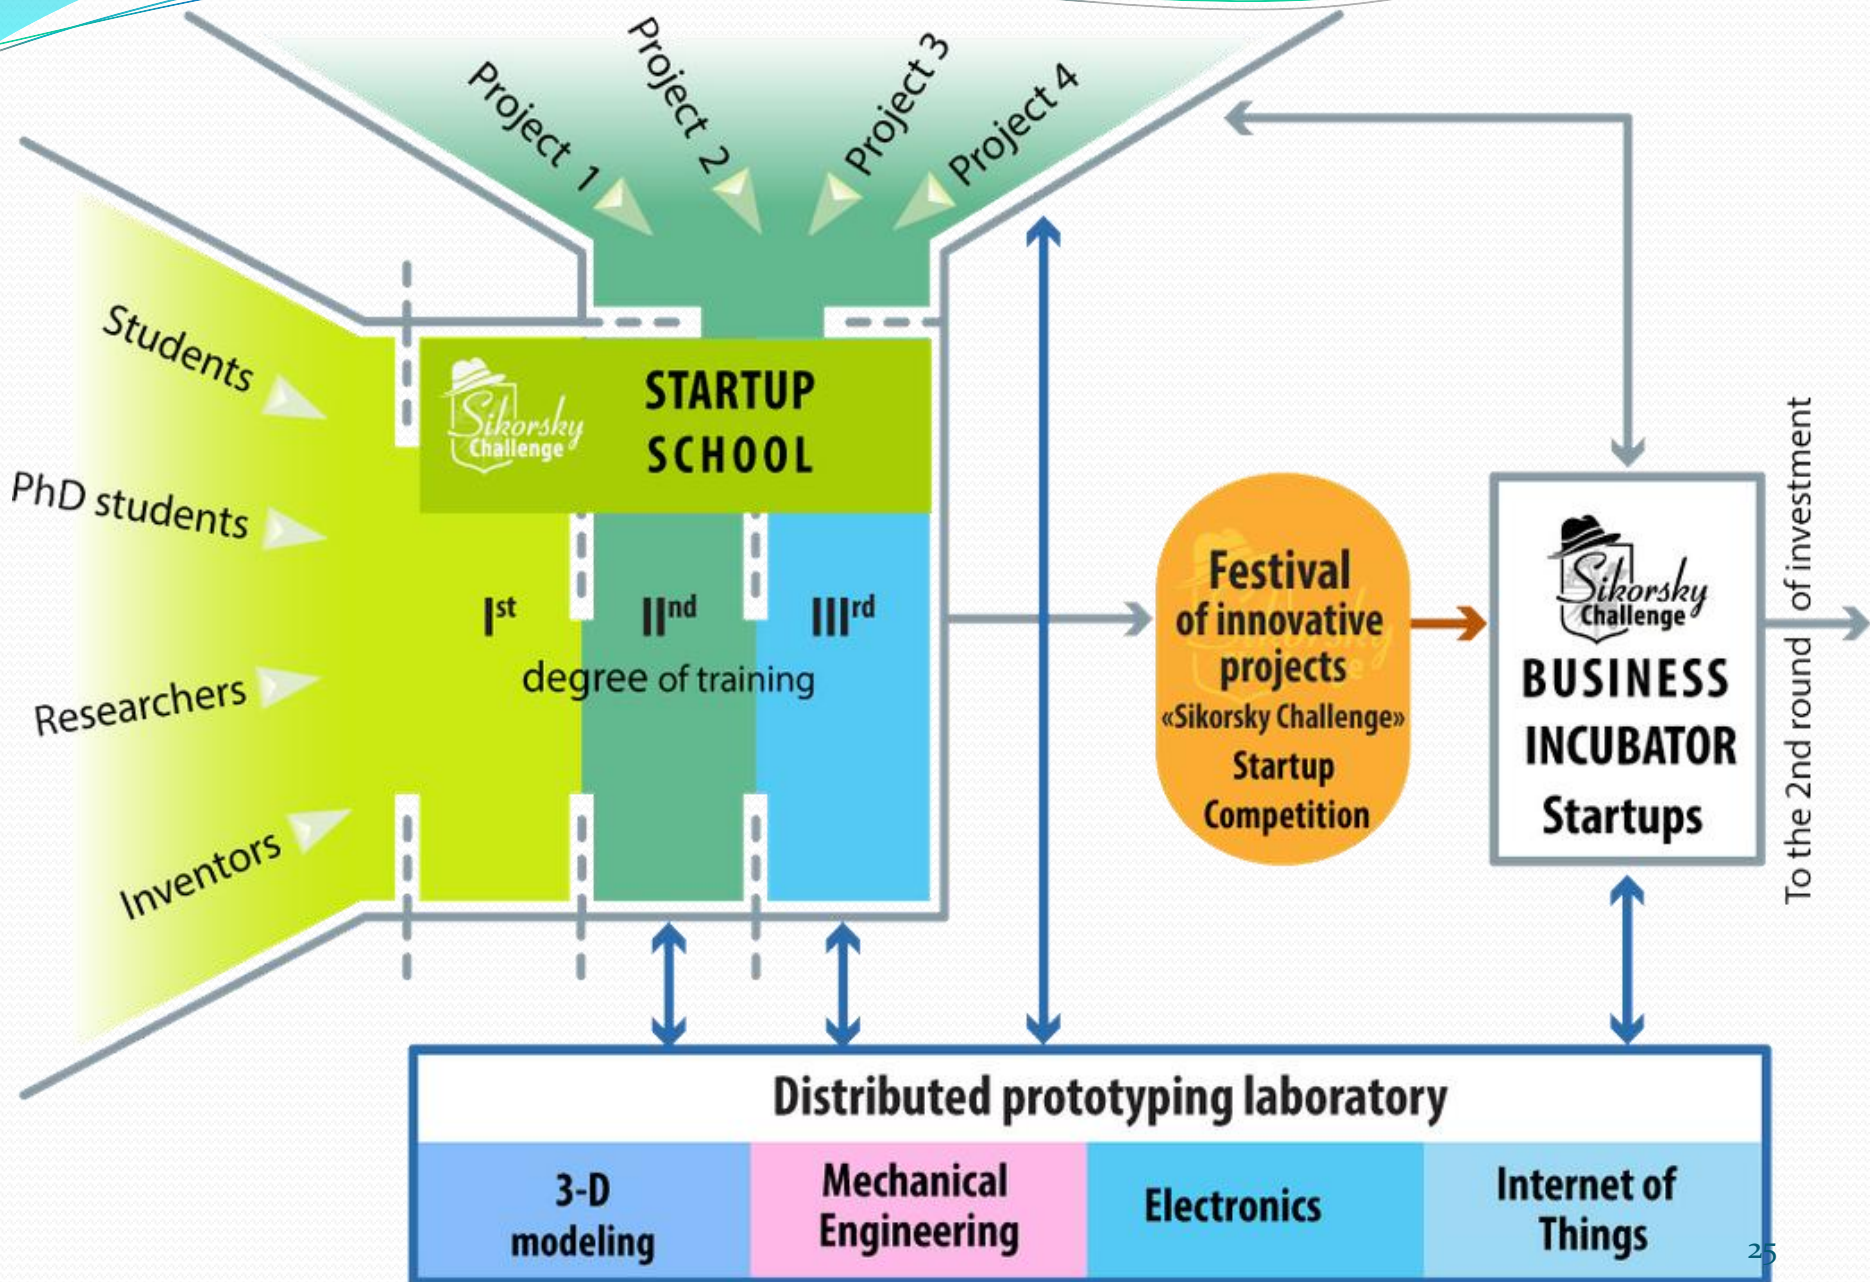 Project 1
Project 2
Project 3
Project 4
Students
PhD students
Researchers
Inventors
Sikorsky
Challenge
STARTUP
SCHOOL
Ist
IInd
IIIrd
degree of training
Festival
of innovative
projects
«Sikorsky Challenge»
Startup
Competition
Sikorsky
Challenge
BUSINESS
INCUBATOR
Startups
To the 2nd round of investment
Distributed prototyping laboratory
3-D
modeling
Mechanical
Engineering
Electronics
Internet of
Things
25